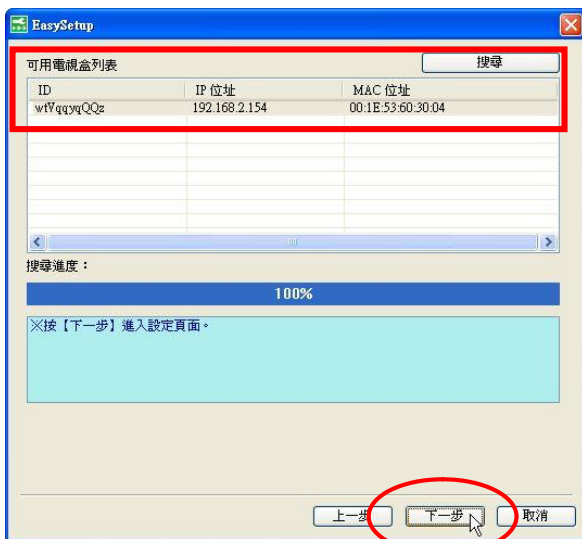 EasySetup
可用電視盒列表 搜尋
ID IP 位址 MAC 位址
wtVqqyqQQz 192.168.2.154 00:1E:53:60:30:04
搜尋進度：
100%
※按【下一步】進入設定頁面。
上一步 下一步 取消